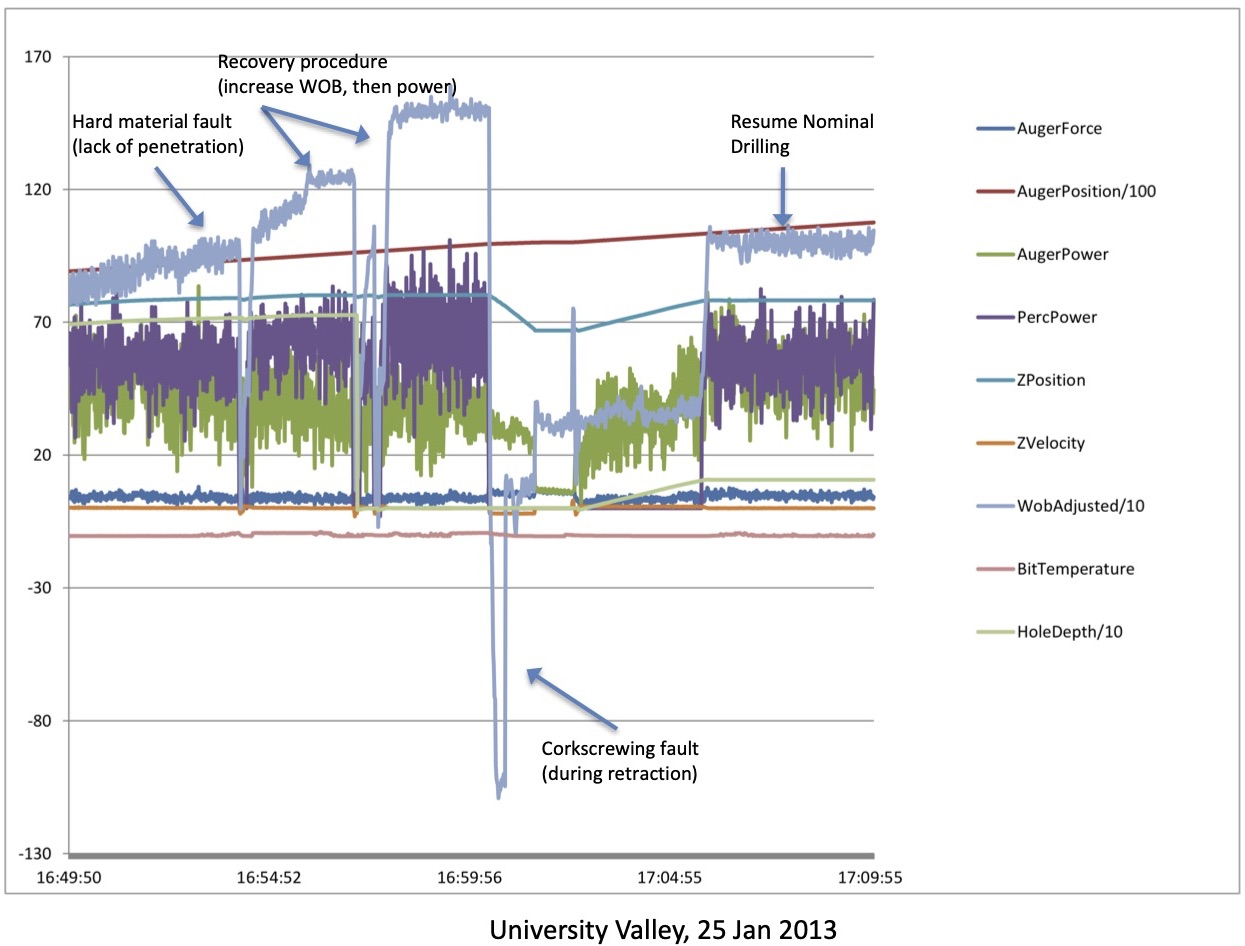 170
Recovery procedure
(increase WOB, then power)
Hard material fault
(lack of penetration)
Resume Nominal
Drilling
120
70
20
-30
-80
-130
Corkscrewing fault
(during retraction)
16:49:50
16:54:52
16:59:56
17:04:55
17:09:55
AugerForce
AugerPosition/100
AugerPower
PercPower
ZPosition
ZVelocity
WobAdjusted/10
BitTemperature
HoleDepth/10
University Valley, 25 Jan 2013